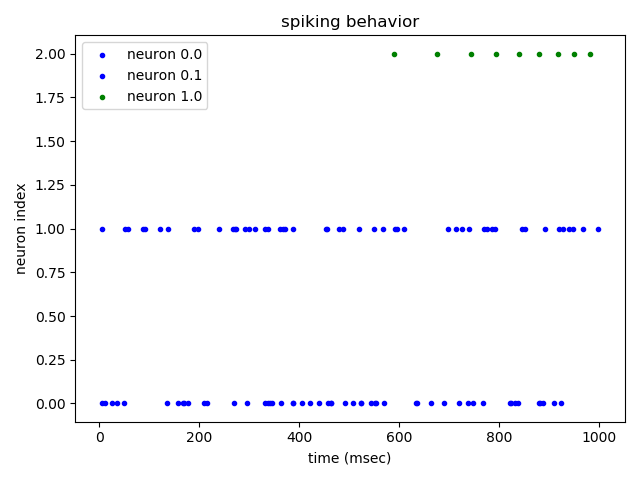 spiking behavior
neuron 0.0
neuron 0.1
neuron 1.0
2.00
1.75
1.50
1.25
1.00
0.75
0.50
0.25
0.00
neuron index
0 200 400 600 800 1000
time (msec)